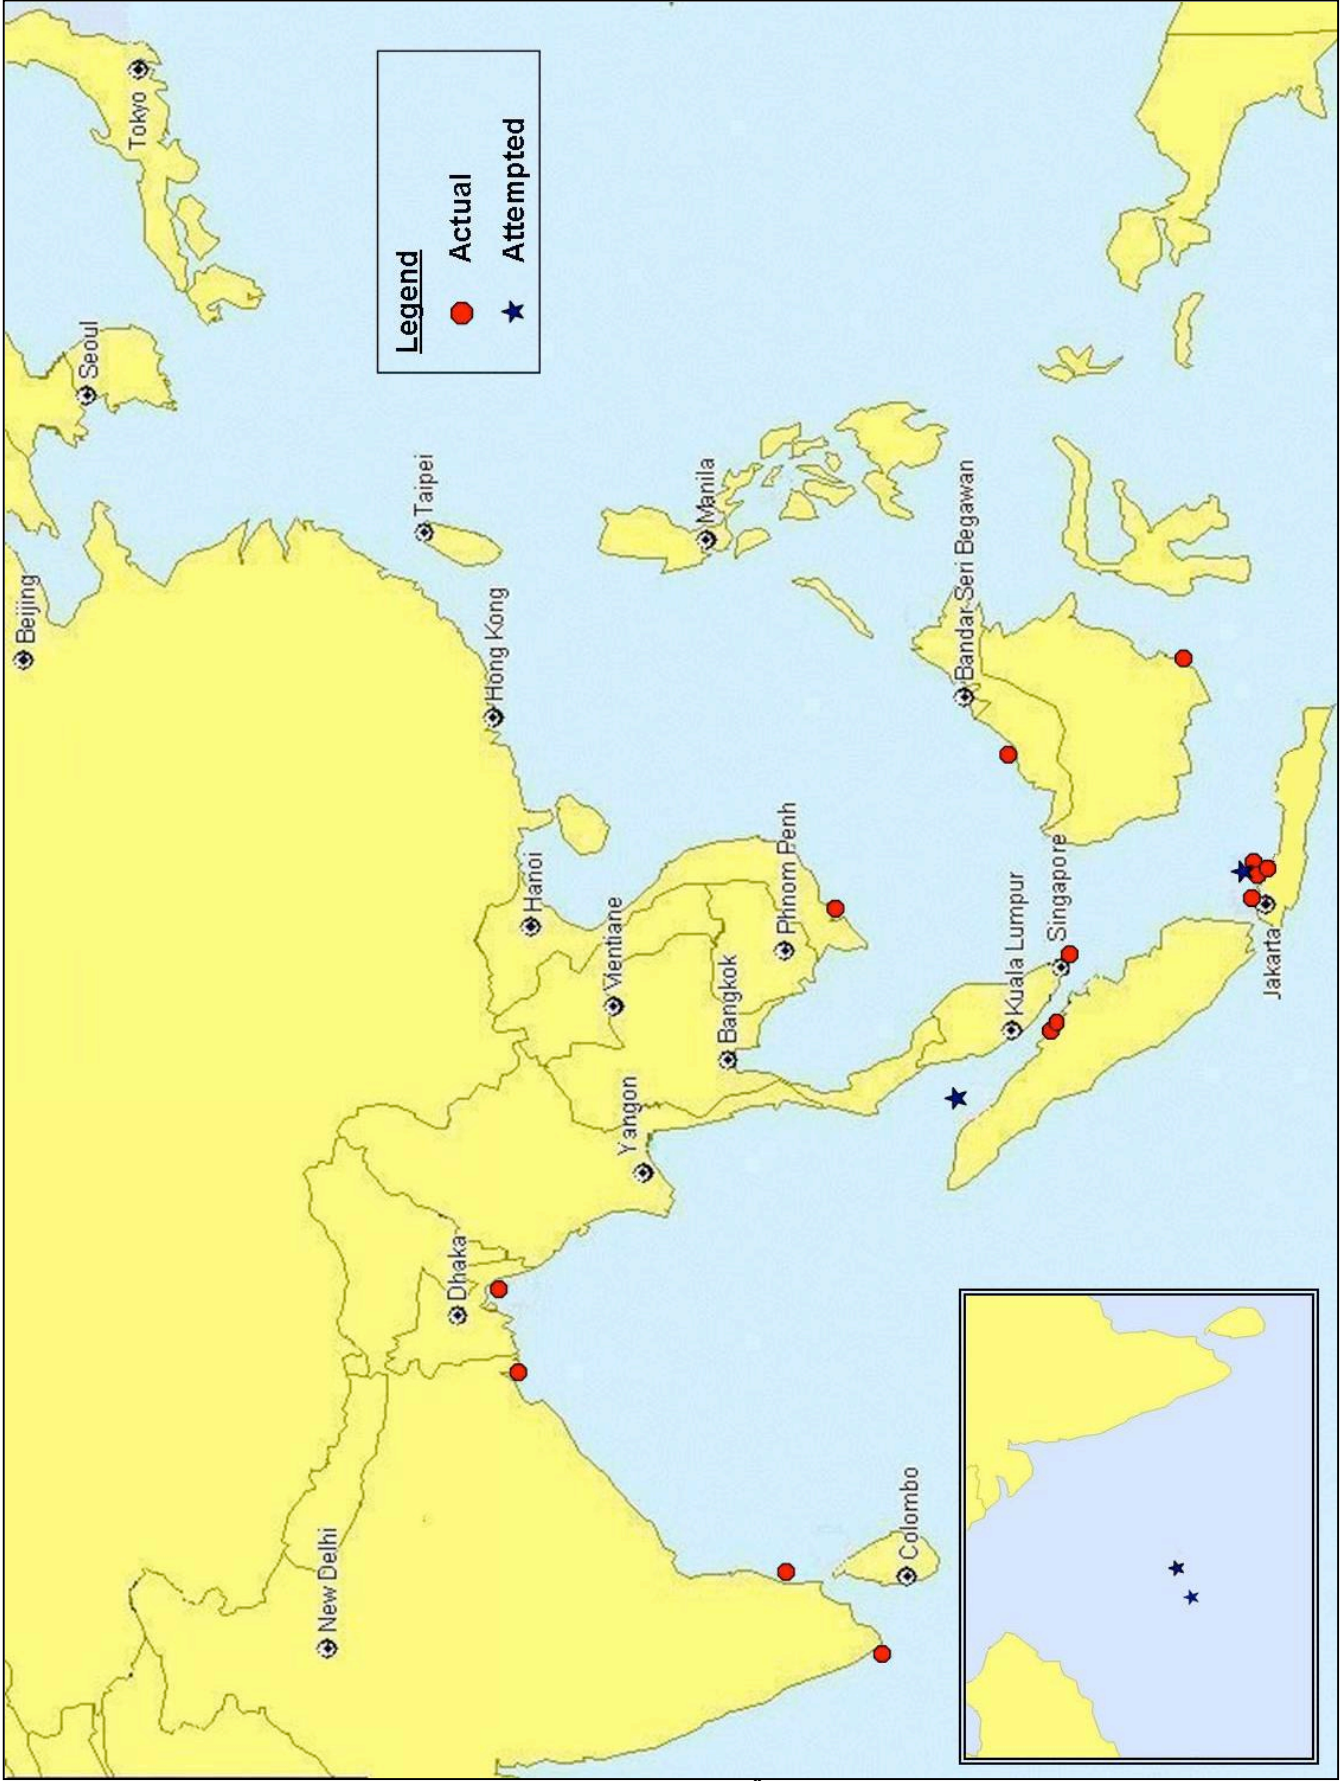 New Delhi
Colombo
Dhaka
Yangon
Vientiane
Bangkok
Hanoi
Phnom Penh
Kuala Lumpur
Singapore
Jakarta
Beijing
Hong Kong
Taipei
Manila
Bandar Seri Begawan
Seoul
Tokyo
Legend
Actual
Attempted